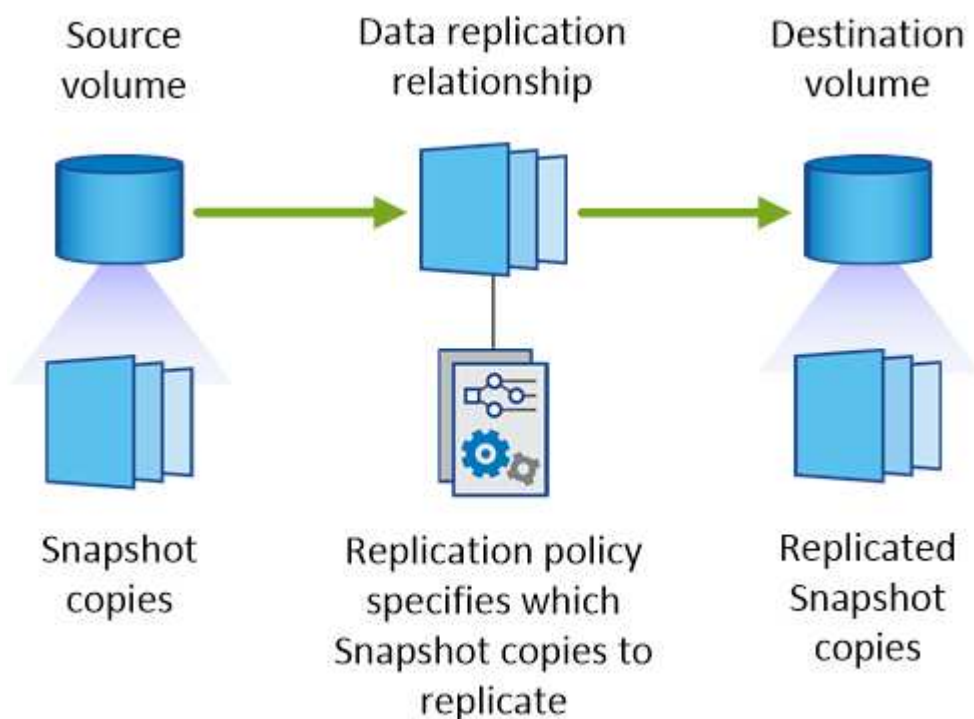 Source
volume
Data replication
relationship
Destination
volume
Snapshot
copies
Replication policy
specifies which
Snapshot copies to
replicate
Replicated
Snapshot
copies